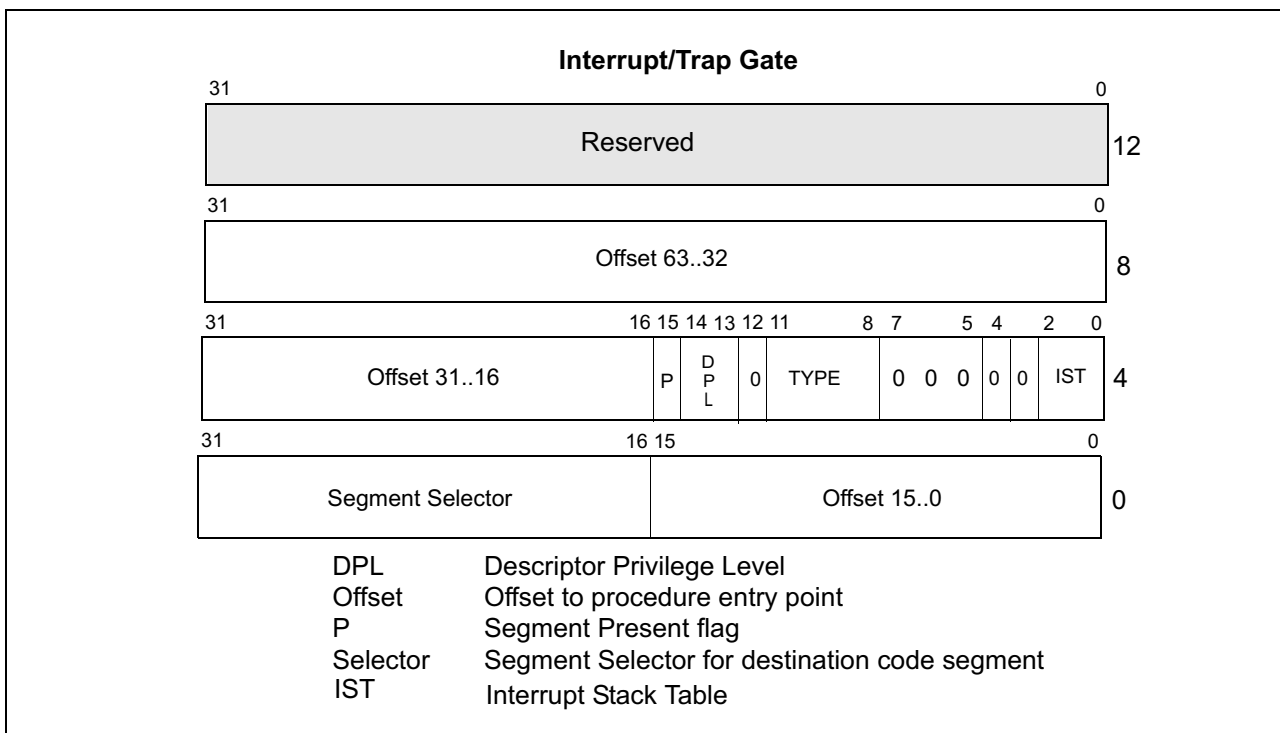 Interrupt/Trap Gate
31 0
Reserved 12
31 0
Offset 63..32 8
31 16 15 14 13 12 11 8 7 5 4 2 0
Offset 31..16 P DPL 0 TYPE 0 0 0 0 0 IST 4
31 16 15 0
Segment Selector Offset 15..0 0
DPL Descriptor Privilege Level
Offset Offset to procedure entry point
P Segment Present flag
Selector Segment Selector for destination code segment
IST Interrupt Stack Table